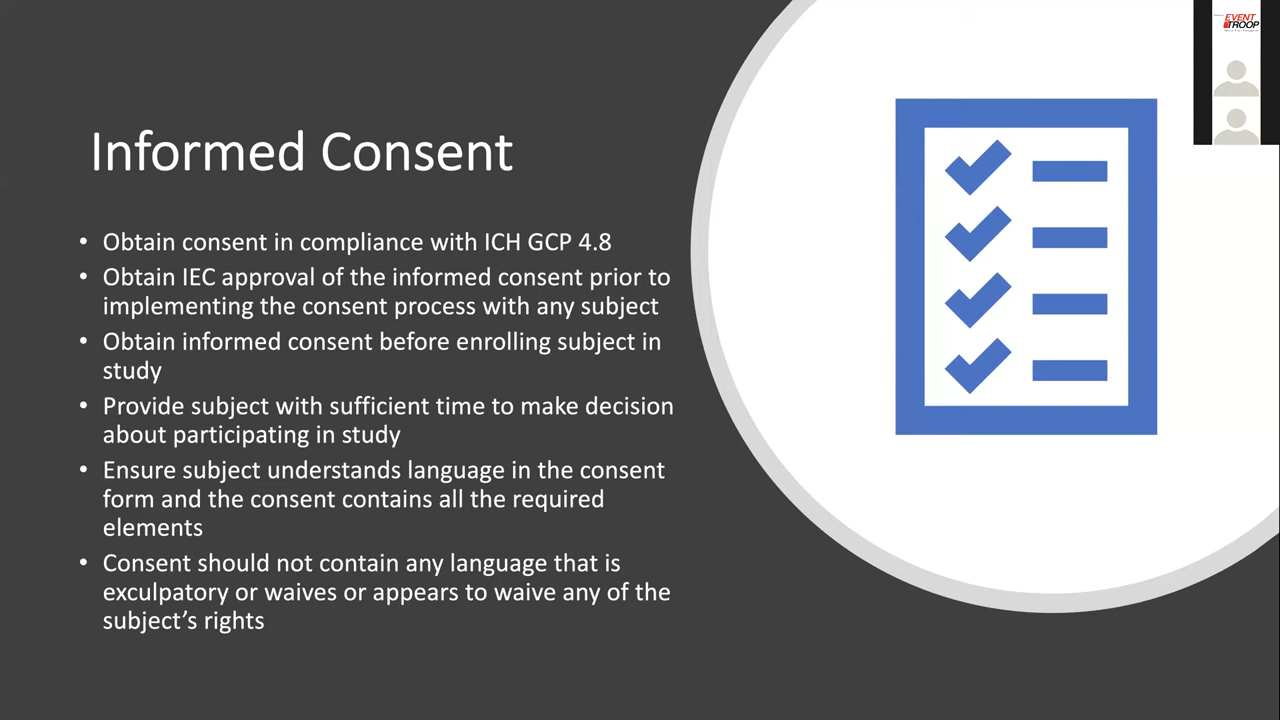 EVENT
TROOP
Informed Consent
• Obtain consent in compliance with ICH GCP 4.8
• Obtain IEC approval of the informed consent prior to
implementing the consent process with any subject
• Obtain informed consent before enrolling subject in
study
• Provide subject with sufficient time to make decision
about participating in study
• Ensure subject understands language in the consent
form and the consent contains all the required
elements
• Consent should not contain any language that is
exculpatory or waives or appears to waive any of the
subject’s rights